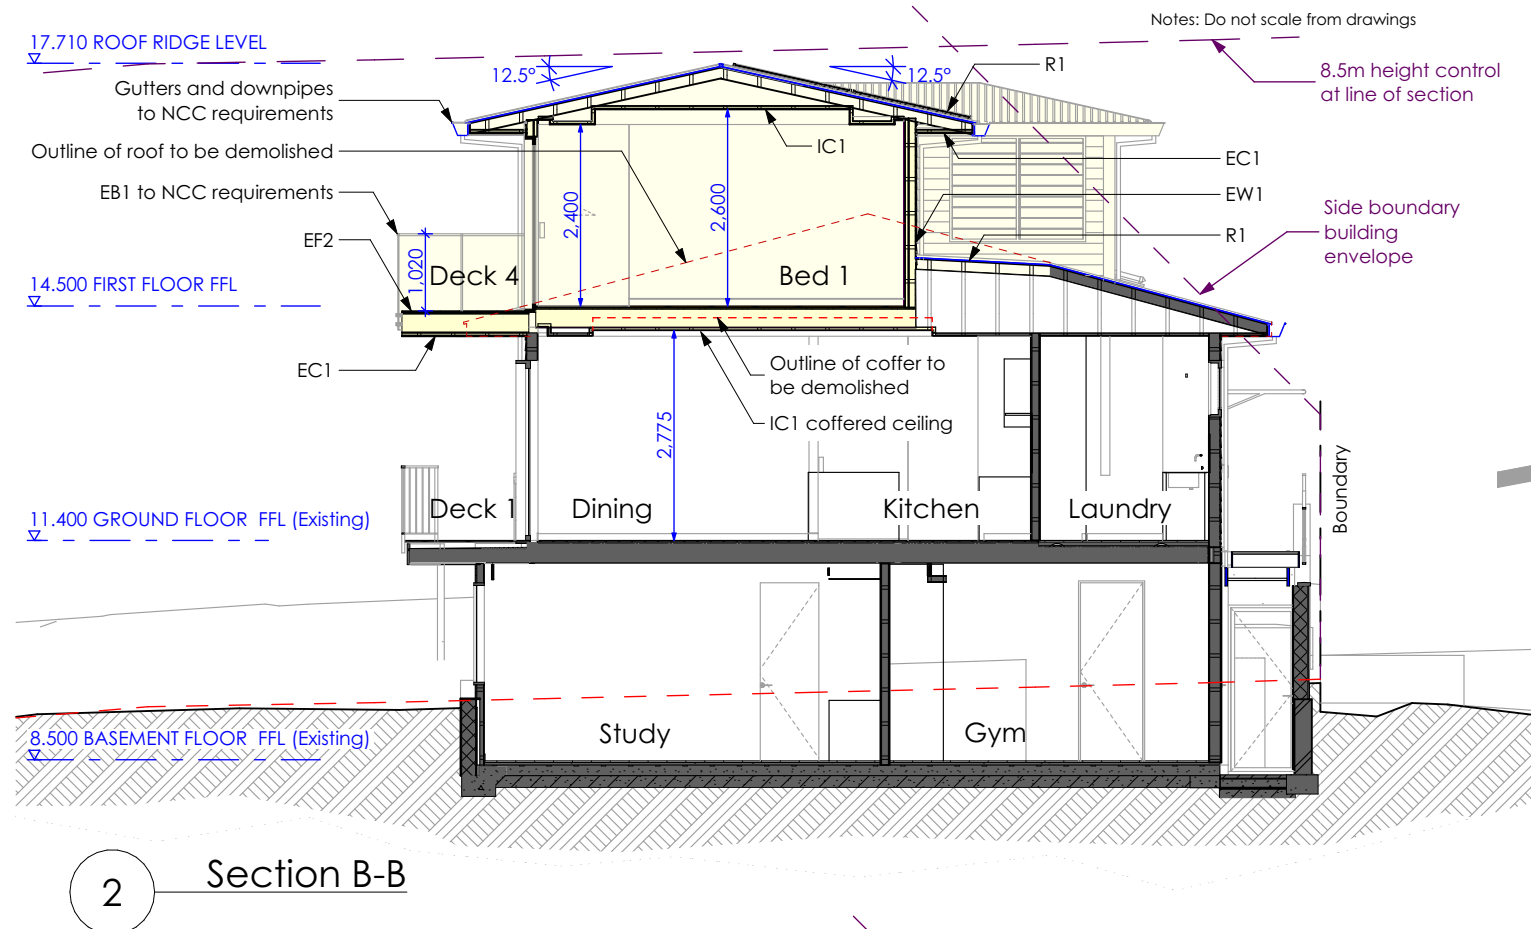 Notes: Do not scale from drawings
17.710 ROOF RIDGE LEVEL
12.5°
12.5°
R1
8.5m height control
at line of section
Gutters and downpipes
to NCC requirements
Outline of roof to be demolished
IC1
EC1
EB1 to NCC requirements
EW1
2,400
2,600
Side boundary
building
envelope
EF2
R1
1,020
Deck 4
Bed 1
14.500 FIRST FLOOR FFL
EC1
Outline of coffer to
be demolished
IC1 coffered ceiling
2,775
Boundary
Deck 1
Dining
Kitchen
Laundry
11.400 GROUND FLOOR FFL (Existing)
Study
Gym
8.500 BASEMENT FLOOR FFL (Existing)
2
Section B-B